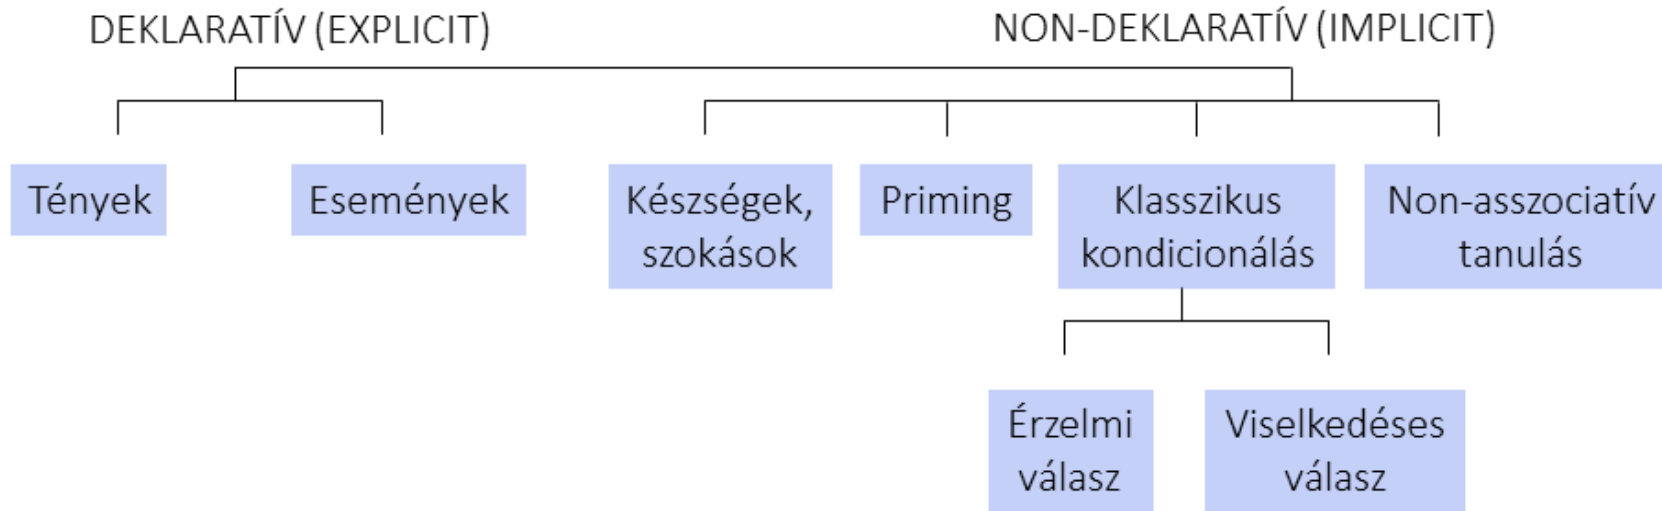 DEKLARATÍV (EXPLICIT)
NON-DEKLARATÍV (IMPLICIT)
Tények
Események
Készségek,
szokások
Priming
Klasszikus
kondicionálás
Non-asszociatív
tanulás
Érzelmi
válasz
Viselkedéses
válasz